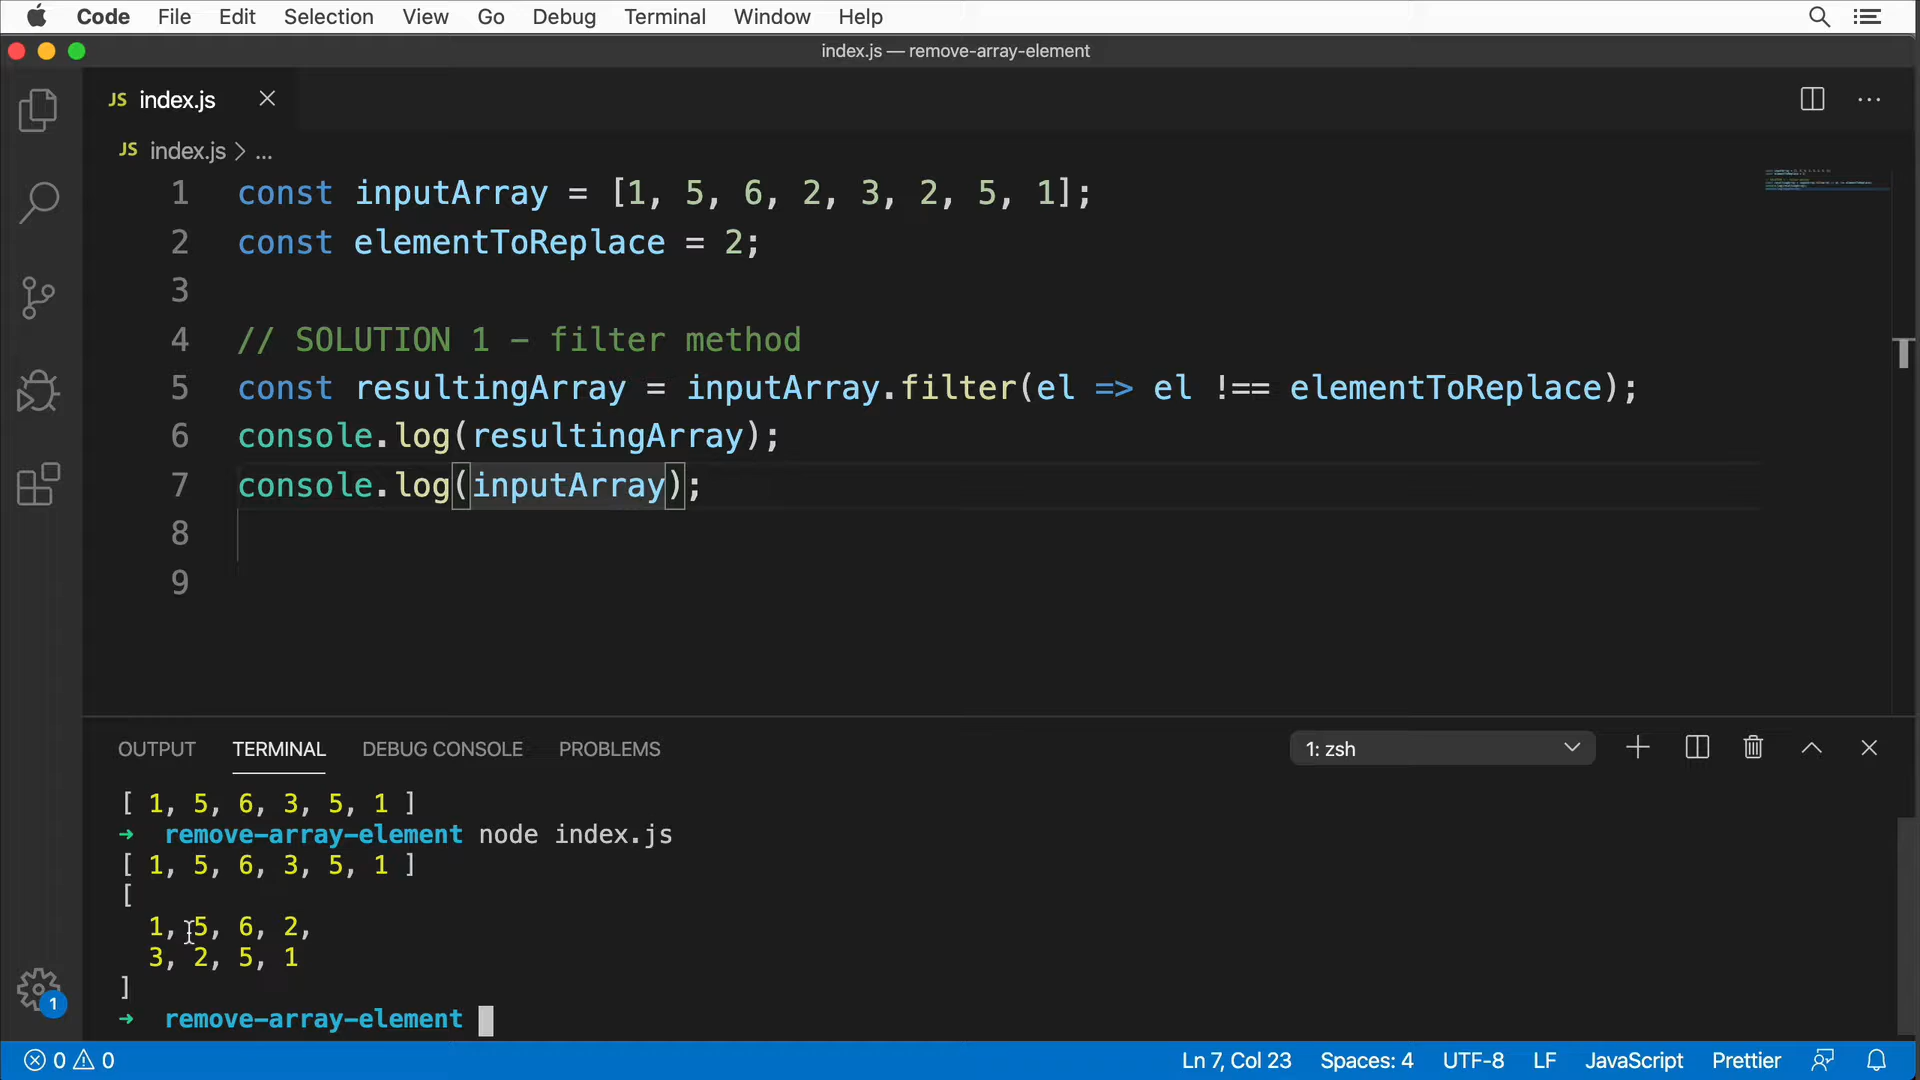 Code File Edit Selection View Go Debug Terminal Window Help
index.js — remove-array-element
JS index.js
JS index.js > ...
1 const inputArray = [1, 5, 6, 2, 3, 2, 5, 1];
2 const elementToReplace = 2;
3
4 // SOLUTION 1 – filter method
5 const resultingArray = inputArray.filter(el => el !== elementToReplace);
6 console.log(resultingArray);
7 console.log(inputArray);
8
9
OUTPUT TERMINAL DEBUG CONSOLE PROBLEMS 1: zsh
[ 1, 5, 6, 3, 5, 1 ]
→ remove-array-element node index.js
[ 1, 5, 6, 3, 5, 1 ]
[
1, 5, 6, 2,
3, 2, 5, 1
]
→ remove-array-element
1
0 0 Ln 7, Col 23 Spaces: 4 UTF-8 LF JavaScript Prettier